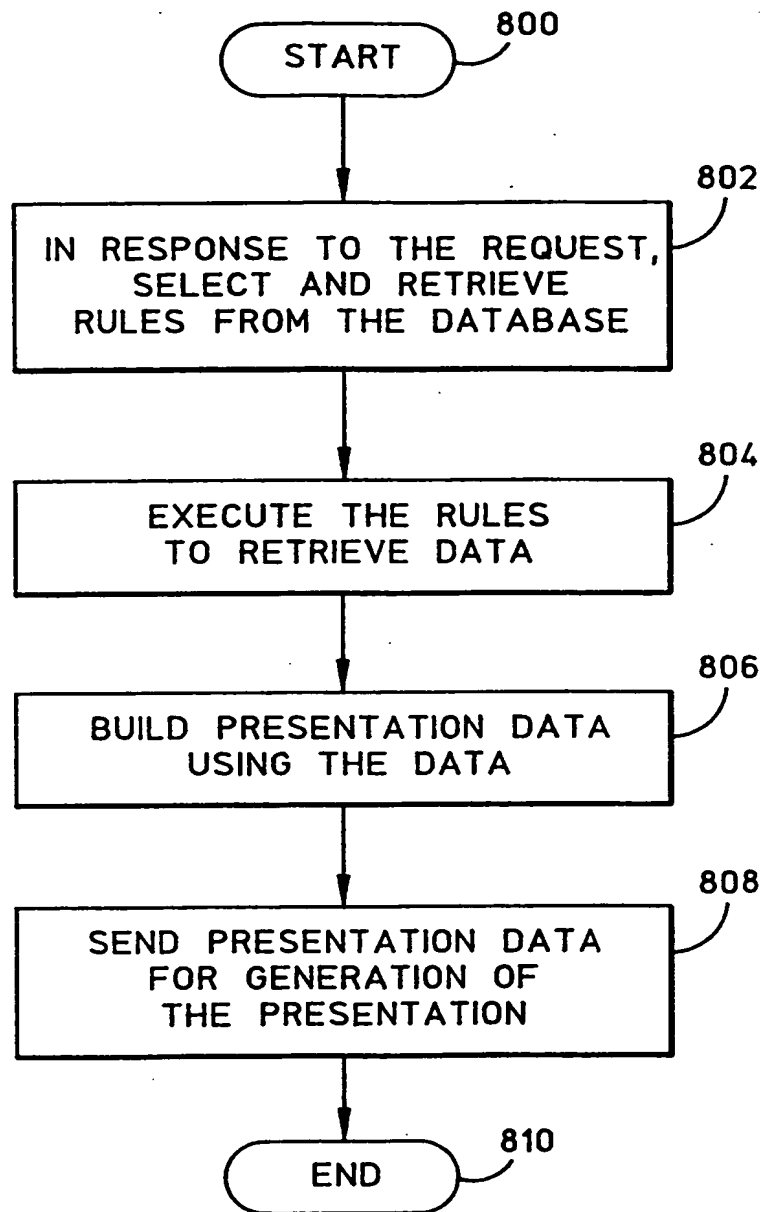 800
START
802
IN RESPONSE TO THE REQUEST,
SELECT AND RETRIEVE
RULES FROM THE DATABASE
804
EXECUTE THE RULES
TO RETRIEVE DATA
806
BUILD PRESENTATION DATA
USING THE DATA
808
SEND PRESENTATION DATA
FOR GENERATION OF
THE PRESENTATION
810
END